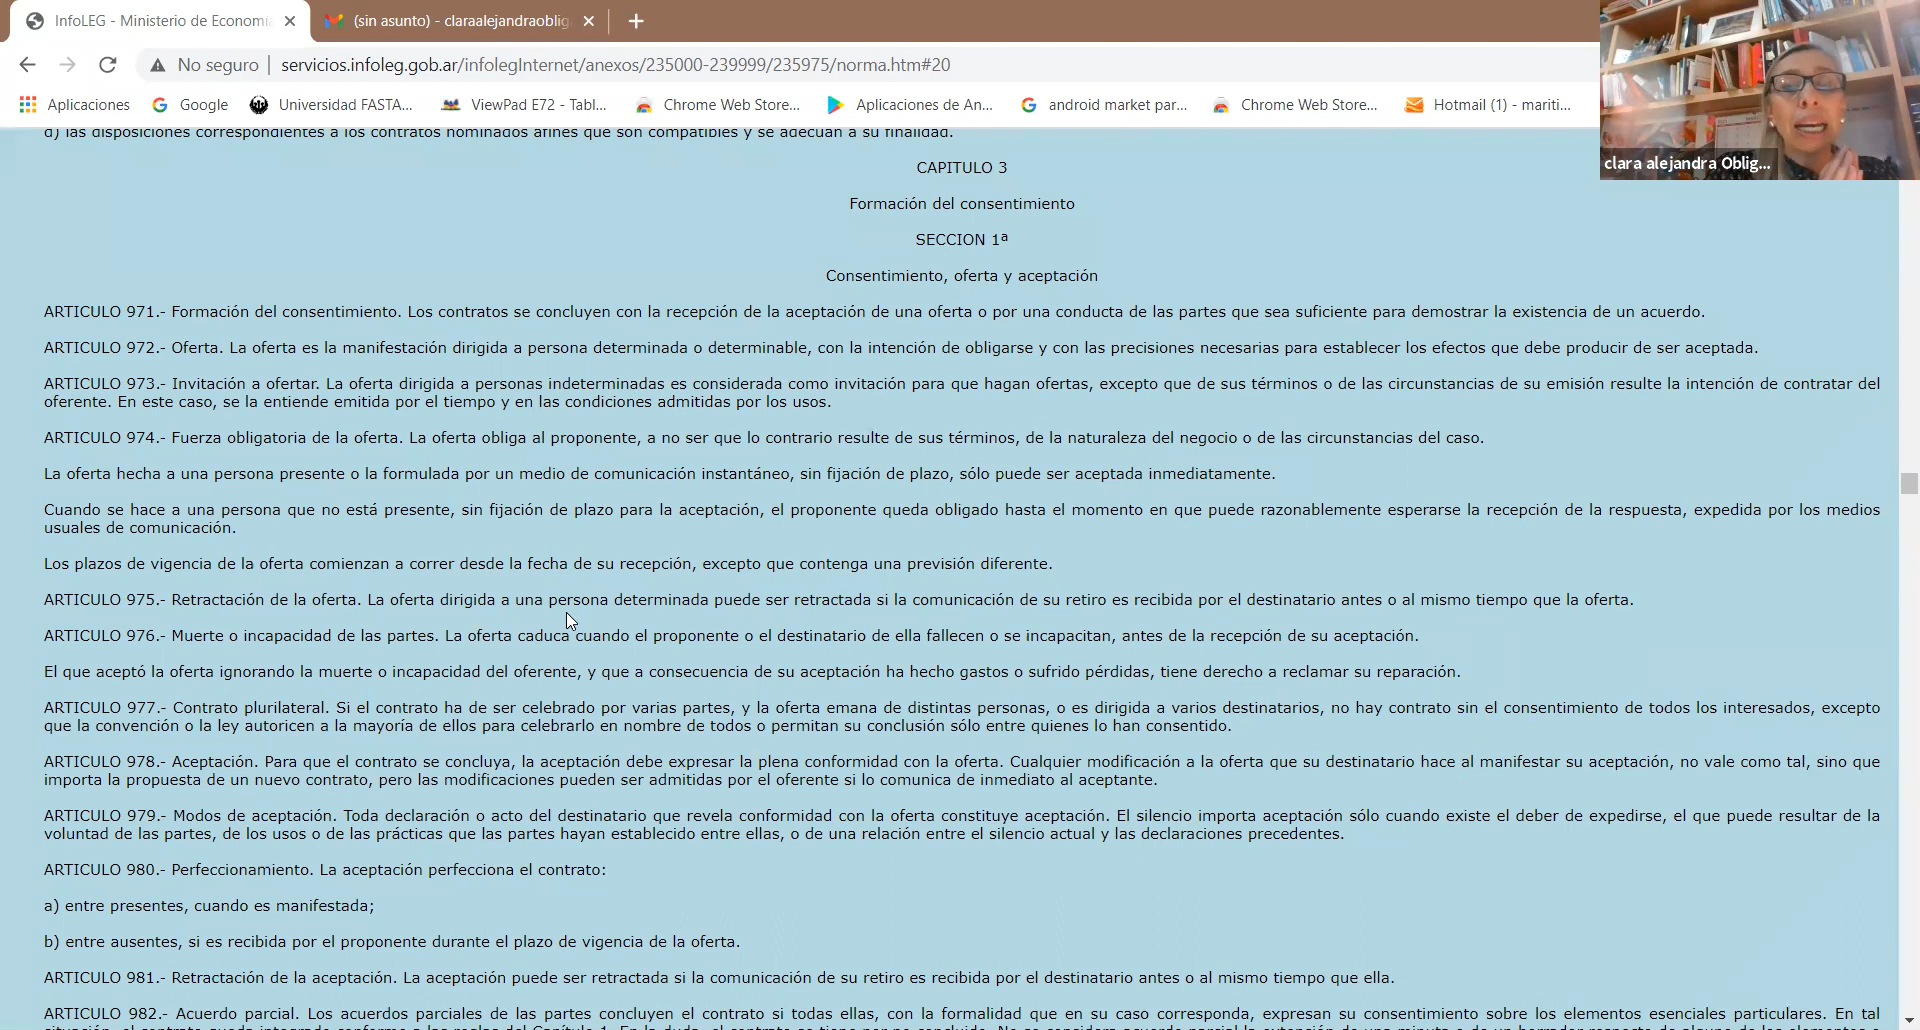 InfoLEG - Ministerio de Economía
(sin asunto) - claraalejandraoblig
No seguro | servicios.infoleg.gob.ar/infolegInternet/anexos/235000-239999/235975/norma.htm#20
Aplicaciones Google Universidad FASTA... ViewPad E72 - Tabl... Chrome Web Store... Aplicaciones de An... android market par... Chrome Web Store... Hotmail (1) - mariti...
clara alejandra Oblig...
d) las disposiciones correspondientes a los contratos nominados afines que son compatibles y se adecuan a su finalidad.
CAPITULO 3
Formación del consentimiento
SECCION 1ª
Consentimiento, oferta y aceptación
ARTICULO 971.- Formación del consentimiento. Los contratos se concluyen con la recepción de la aceptación de una oferta o por una conducta de las partes que sea suficiente para demostrar la existencia de un acuerdo.
ARTICULO 972.- Oferta. La oferta es la manifestación dirigida a persona determinada o determinable, con la intención de obligarse y con las precisiones necesarias para establecer los efectos que debe producir de ser aceptada.
ARTICULO 973.- Invitación a ofertar. La oferta dirigida a personas indeterminadas es considerada como invitación para que hagan ofertas, excepto que de sus términos o de las circunstancias de su emisión resulte la intención de contratar del
oferente. En este caso, se la entiende emitida por el tiempo y en las condiciones admitidas por los usos.
ARTICULO 974.- Fuerza obligatoria de la oferta. La oferta obliga al proponente, a no ser que lo contrario resulte de sus términos, de la naturaleza del negocio o de las circunstancias del caso.
La oferta hecha a una persona presente o la formulada por un medio de comunicación instantáneo, sin fijación de plazo, sólo puede ser aceptada inmediatamente.
Cuando se hace a una persona que no está presente, sin fijación de plazo para la aceptación, el proponente queda obligado hasta el momento en que puede razonablemente esperarse la recepción de la respuesta, expedida por los medios
usuales de comunicación.
Los plazos de vigencia de la oferta comienzan a correr desde la fecha de su recepción, excepto que contenga una previsión diferente.
ARTICULO 975.- Retractación de la oferta. La oferta dirigida a una persona determinada puede ser retractada si la comunicación de su retiro es recibida por el destinatario antes o al mismo tiempo que la oferta.
ARTICULO 976.- Muerte o incapacidad de las partes. La oferta caduca cuando el proponente o el destinatario de ella fallecen o se incapacitan, antes de la recepción de su aceptación.
El que aceptó la oferta ignorando la muerte o incapacidad del oferente, y que a consecuencia de su aceptación ha hecho gastos o sufrido pérdidas, tiene derecho a reclamar su reparación.
ARTICULO 977.- Contrato plurilateral. Si el contrato ha de ser celebrado por varias partes, y la oferta emana de distintas personas, o es dirigida a varios destinatarios, no hay contrato sin el consentimiento de todos los interesados, excepto
que la convención o la ley autoricen a la mayoría de ellos para celebrarlo en nombre de todos o permitan su conclusión sólo entre quienes lo han consentido.
ARTICULO 978.- Aceptación. Para que el contrato se concluya, la aceptación debe expresar la plena conformidad con la oferta. Cualquier modificación a la oferta que su destinatario hace al manifestar su aceptación, no vale como tal, sino que
importa la propuesta de un nuevo contrato, pero las modificaciones pueden ser admitidas por el oferente si lo comunica de inmediato al aceptante.
ARTICULO 979.- Modos de aceptación. Toda declaración o acto del destinatario que revela conformidad con la oferta constituye aceptación. El silencio importa aceptación sólo cuando existe el deber de expedirse, el que puede resultar de la
voluntad de las partes, de los usos o de las prácticas que las partes hayan establecido entre ellas, o de una relación entre el silencio actual y las declaraciones precedentes.
ARTICULO 980.- Perfeccionamiento. La aceptación perfecciona el contrato:
a) entre presentes, cuando es manifestada;
b) entre ausentes, si es recibida por el proponente durante el plazo de vigencia de la oferta.
ARTICULO 981.- Retractación de la aceptación. La aceptación puede ser retractada si la comunicación de su retiro es recibida por el destinatario antes o al mismo tiempo que ella.
ARTICULO 982.- Acuerdo parcial. Los acuerdos parciales de las partes concluyen el contrato si todas ellas, con la formalidad que en su caso corresponda, expresan su consentimiento sobre los elementos esenciales particulares. En tal